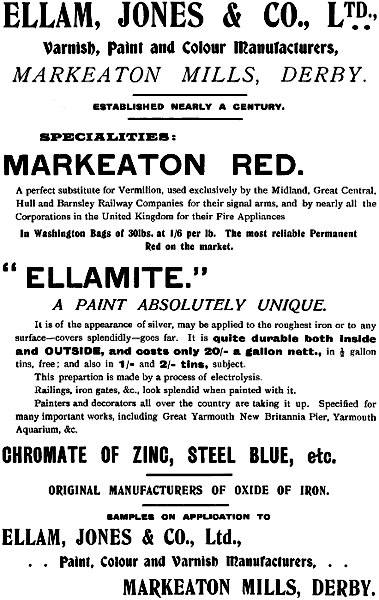 ELLAM, JONES & CO., LTD.,
Varnish, Paint and Colour Manufacturers,
MARKEATON MILLS, DERBY.
ESTABLISHED NEARLY A CENTURY.
SPECIALITIES:
MARKEATON RED.
A perfect substitute for Vermilion, used exclusively by the Midland, Great Central,
Hull and Barnsley Railway Companies for their signal arms, and by nearly all the
Corporations in the United Kingdom for their Fire Appliances
In Washington Bags of 30lbs. at 1/6 per lb. The most reliable Permanent
Red on the market.
"ELLAMITE."
A PAINT ABSOLUTELY UNIQUE.
It is of the appearance of silver, may be applied to the roughest iron or to any
surface—covers splendidly—goes far. It is quite durable both inside
and OUTSIDE, and costs only 20/- a gallon nett., in ½ gallon
tins, free; and also in 1/- and 2/- tins, subject.
This prepartion is made by a process of electrolysis.
Railings, iron gates, &c., look splendid when painted with it.
Painters and decorators all over the country are taking it up. Specified for
many important works, including Great Yarmouth New Britannia Pier, Yarmouth
Aquarium, &c.
CHROMATE OF ZINC, STEEL BLUE, etc.
ORIGINAL MANUFACTURERS OF OXIDE OF IRON.
SAMPLES ON APPLICATION TO
ELLAM, JONES & CO., Ltd.,
. . Paint, Colour and Varnish Manufacturers, . .
MARKEATON MILLS, DERBY.